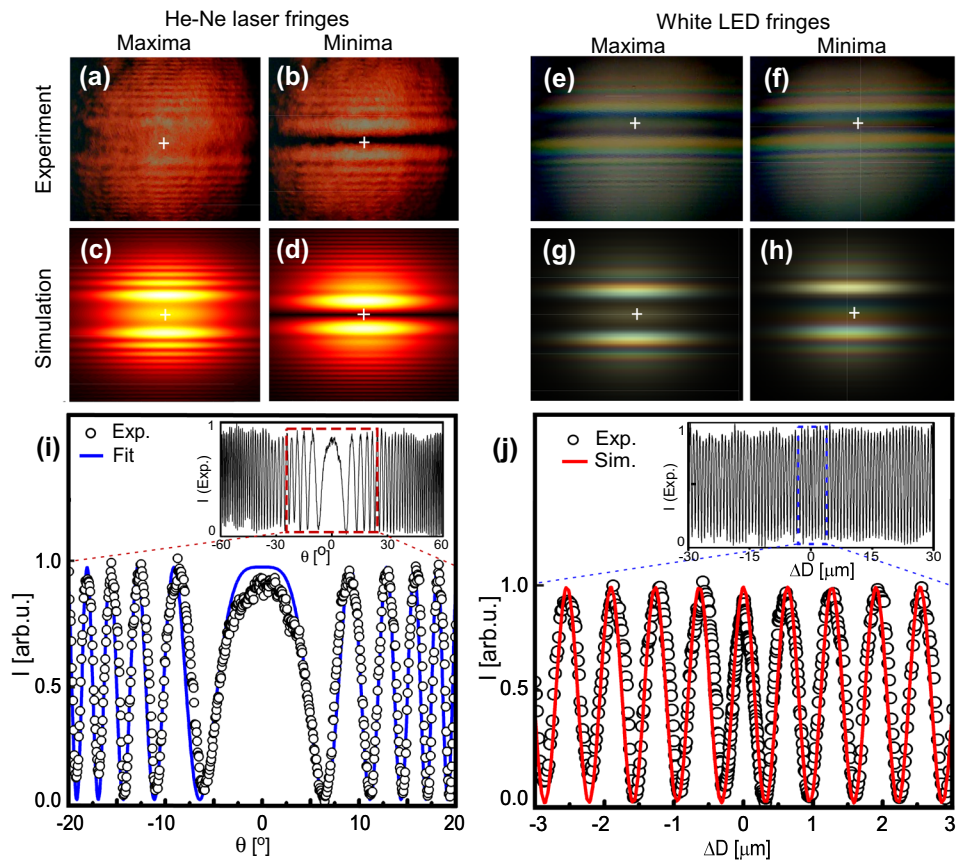 He-Ne laser fringes
White LED fringes
Maxima
Minima
Maxima
Minima
Experiment
(a)
(b)
(e)
(f)
Simulation
(c)
(d)
(g)
(h)
(i)
Exp.
Fit
I (Exp.)
1
0
-60
-30
0
30
60
θ [º]
I [arb.u.]
1.0
0.5
0.0
-20
-10
0
10
20
θ [º]
(j)
Exp.
Sim.
I (Exp.)
1
0
-30
-15
0
15
30
ΔD [μm]
I [arb.u.]
1.0
0.5
0.0
-3
-2
-1
0
1
2
3
ΔD [μm]